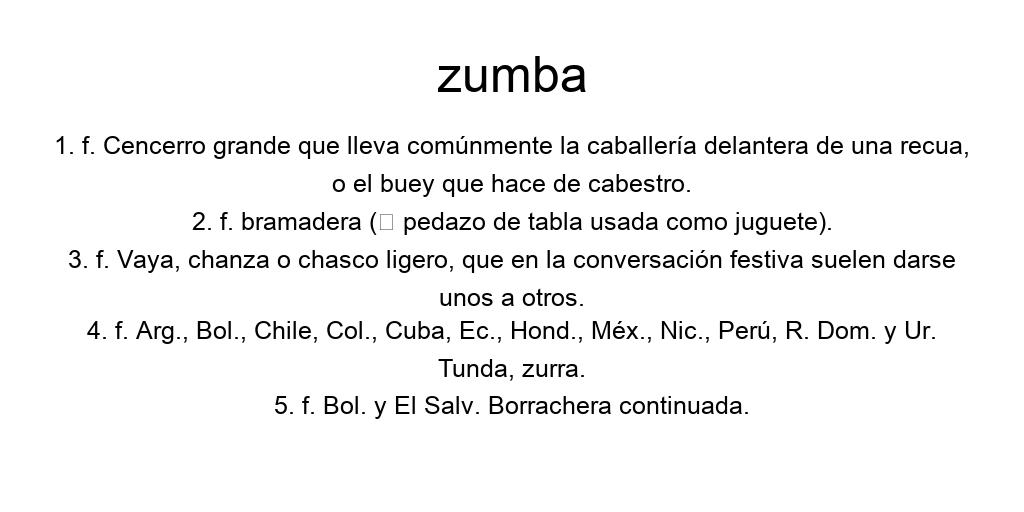 zumba
1. f. Cencerro grande que lleva comúnmente la caballería delantera de una recua,
o el buey que hace de cabestro.
2. f. bramadera (□ pedazo de tabla usada como juguete).
3. f. Vaya, chanza o chasco ligero, que en la conversación festiva suelen darse
unos a otros.
4. f. Arg., Bol., Chile, Col., Cuba, Ec., Hond., Méx., Nic., Perú, R. Dom. y Ur.
Tunda, zurra.
5. f. Bol. y El Salv. Borrachera continuada.